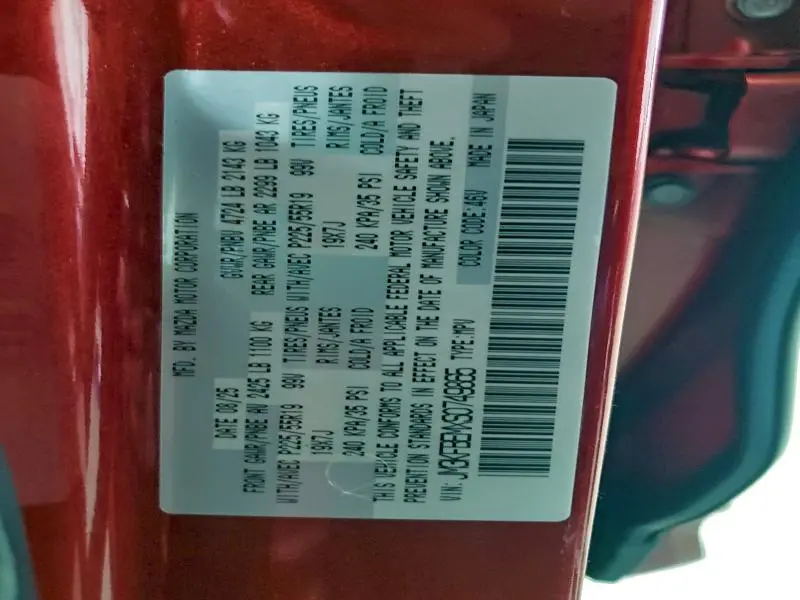 MFD. BY MAZDA MOTOR CORPORATION
DATE 08/25 GVWR/PNBV 4724 LB 2143 KG
FRONT GAWR/PNBE AV 2425 LB 1100 KG REAR GAWR/PNBE AR 2299 LB 1043 KG
WITH/AVEC P225/55R19 99V TIRES/PNEUS WITH/AVEC P225/55R19 99V TIRES/PNEUS
19X7J RIMS/JANTES 19X7J RIMS/JANTES
240 KPA/35 PSI COLD/A FROID 240 KPA/35 PSI COLD/A FROID
THIS VEHICLE CONFORMS TO ALL APPLICABLE FEDERAL MOTOR VEHICLE SAFETY AND THEFT
PREVENTION STANDARDS IN EFFECT ON THE DATE OF MANUFACTURE SHOWN ABOVE.
VIN: TYPE:MPV COLOR CODE:46V MADE IN JAPAN